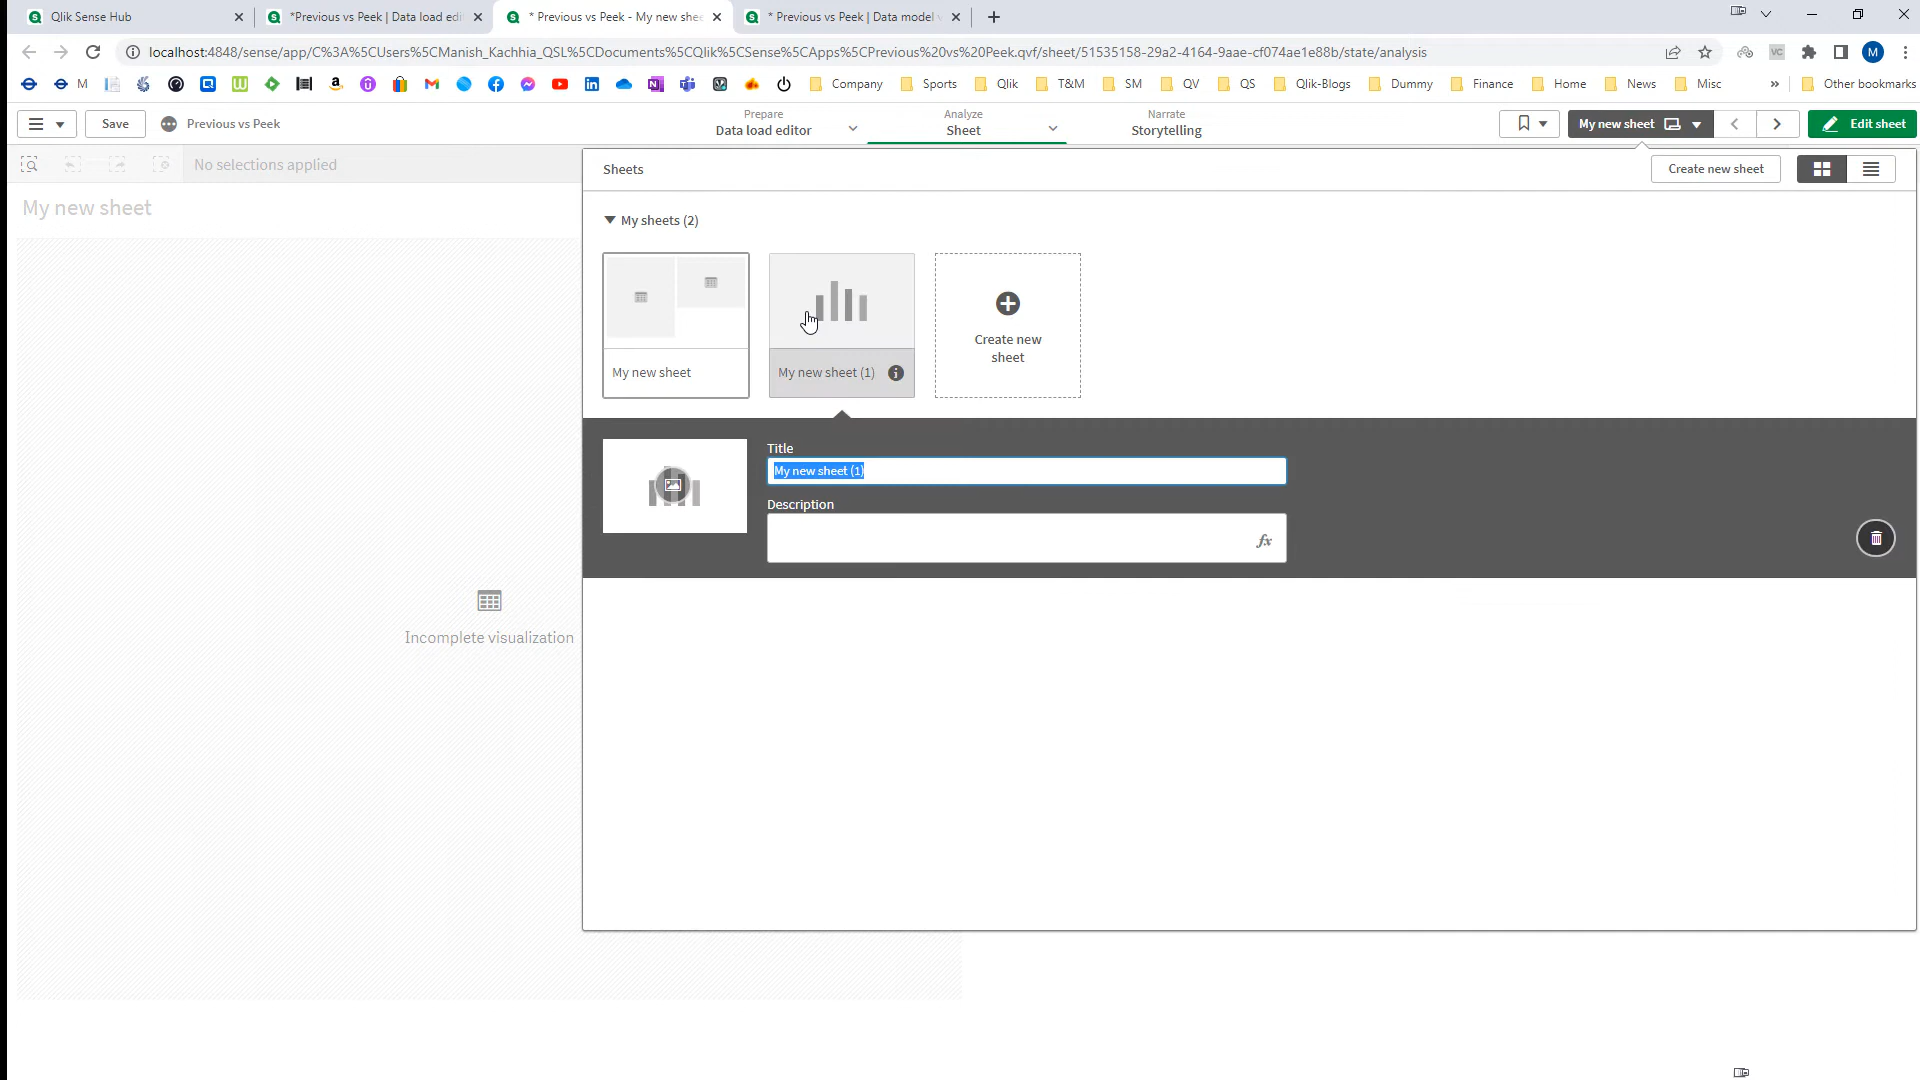 Qlik Sense Hub
*Previous vs Peek | Data load edi
* Previous vs Peek - My new shee
* Previous vs Peek | Data model v
localhost:4848/sense/app/C%3A%5CUsers%5CManish_Kachhia_QSL%5CDocuments%5CQlik%5CSense%5CApps%5CPrevious%20vs%20Peek.qvf/sheet/51535158-29a2-4164-9aae-cf074ae1e88b/state/analysis
M
M Company Sports Qlik T&M SM QV QS Qlik-Blogs Dummy Finance Home News Misc » Other bookmarks
Save
Previous vs Peek
Prepare
Data load editor
Analyze
Sheet
Narrate
Storytelling
My new sheet
Edit sheet
No selections applied
Sheets
Create new sheet
My new sheet
My sheets (2)
Create new
sheet
My new sheet
My new sheet (1)
Title
My new sheet (1)
Description
fx
Incomplete visualization